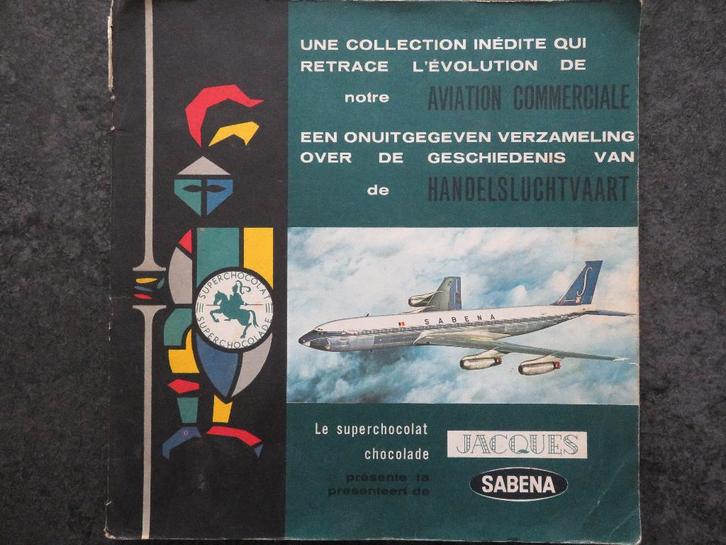 UNE COLLECTION INÉDITE QUI
RETRACE L'ÉVOLUTION DE
notre AVIATION COMMERCIALE
EEN ONUITGEGEVEN VERZAMELING
OVER DE GESCHIEDENIS VAN
de HANDELSLUCHTVAART
SUPERCHOCOLAT
SUPERCHOCOLADE
SABENA
Le superchocolat
chocolade JACQUES
présente la
presenteert de SABENA